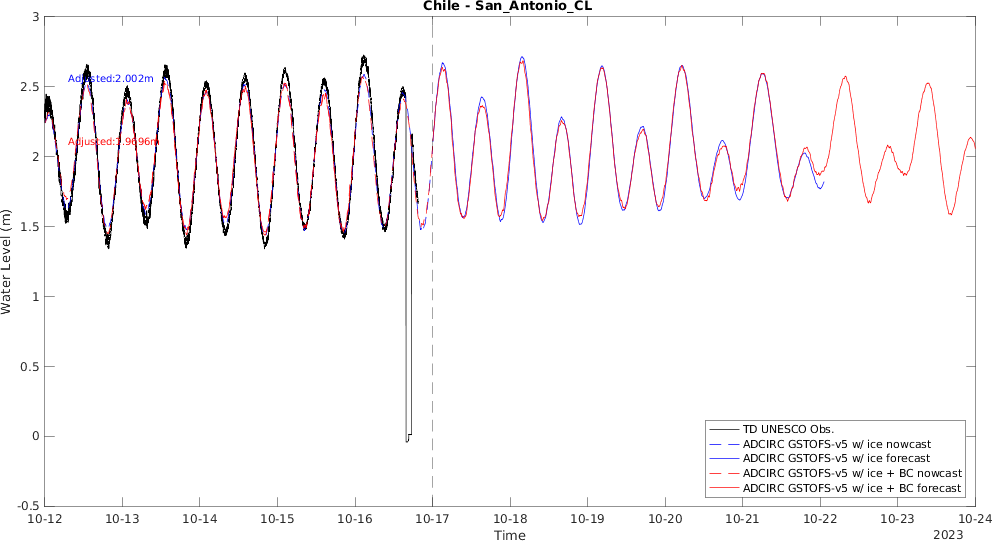 Chile - San_Antonio_CL
Water Level (m)
3
2.5
2
1.5
1
0.5
0
-0.5
Adjusted:2.002m
Adjusted:1.9696m
TD UNESCO Obs.
ADCIRC GSTOFS-v5 w/ ice nowcast
ADCIRC GSTOFS-v5 w/ ice forecast
ADCIRC GSTOFS-v5 w/ ice + BC nowcast
ADCIRC GSTOFS-v5 w/ ice + BC forecast
10-12 10-13 10-14 10-15 10-16 10-17 10-18 10-19 10-20 10-21 10-22 10-23 10-24
Time
2023